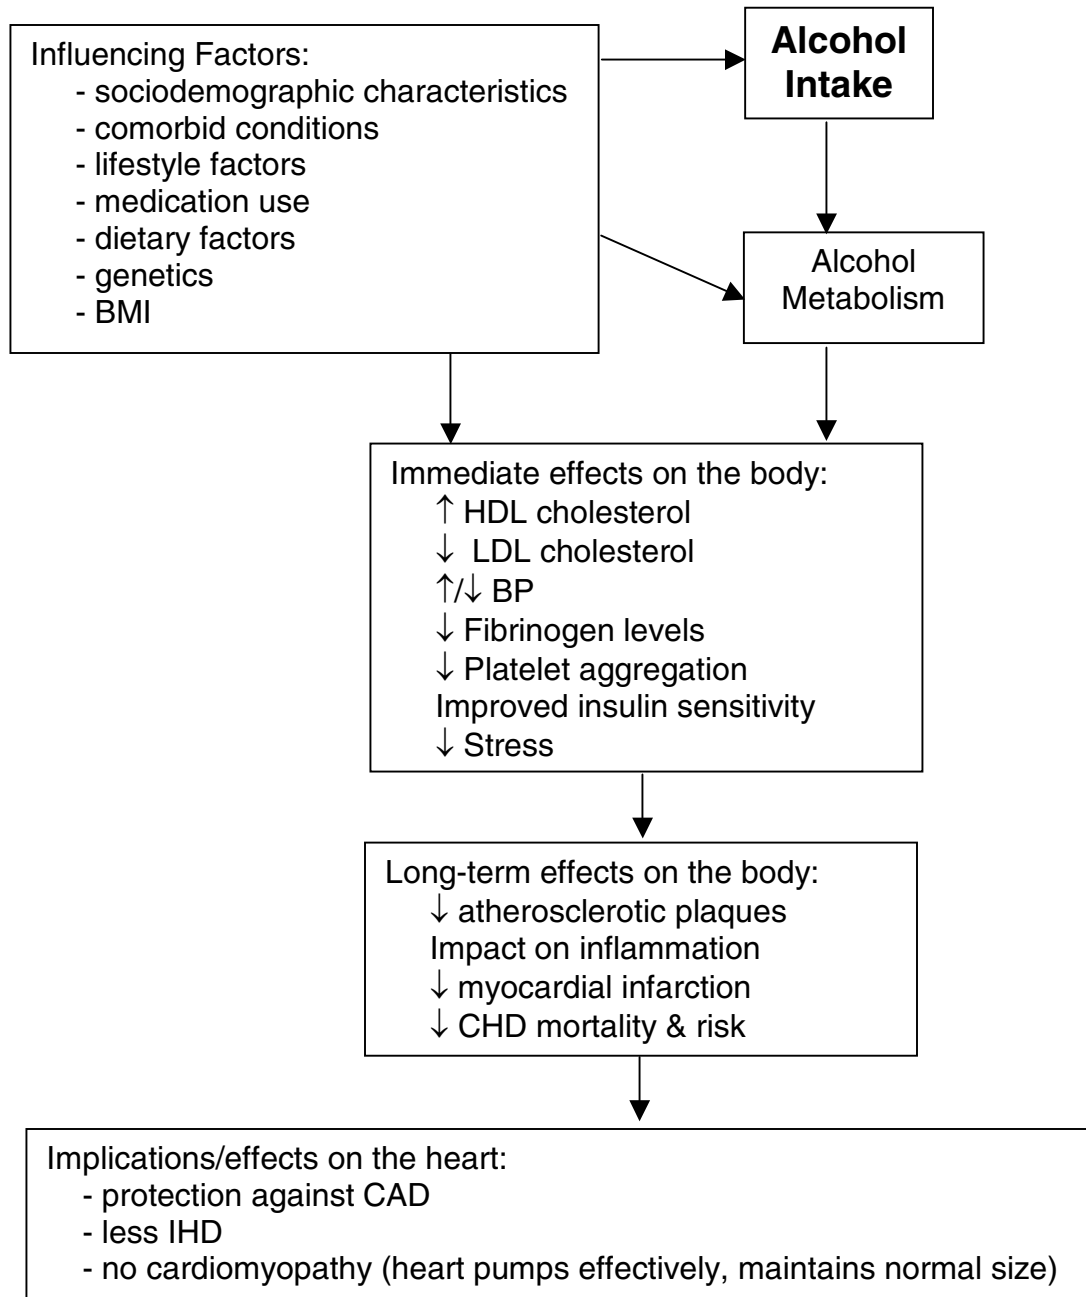 Influencing Factors:
- sociodemographic characteristics
- comorbid conditions
- lifestyle factors
- medication use
- dietary factors
- genetics
- BMI
Alcohol
Intake
Alcohol
Metabolism
Immediate effects on the body:
↑ HDL cholesterol
↓ LDL cholesterol
↑/↓ BP
↓ Fibrinogen levels
↓ Platelet aggregation
Improved insulin sensitivity
↓ Stress
Long-term effects on the body:
↓ atherosclerotic plaques
Impact on inflammation
↓ myocardial infarction
↓ CHD mortality & risk
Implications/effects on the heart:
- protection against CAD
- less IHD
- no cardiomyopathy (heart pumps effectively, maintains normal size)